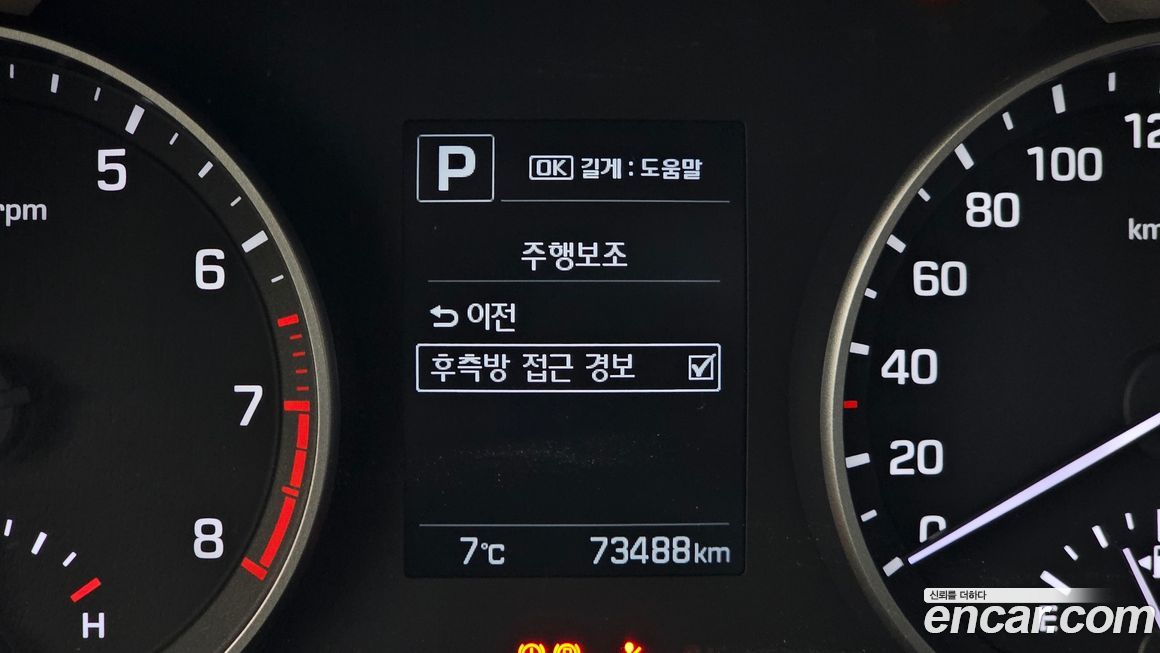 P
OK 길게 : 도움말
주행보조
이전
후측방 접근 경보
7°C 73488 km
5
rpm
6
7
8
H
100
80
60
40
20
0
E
신뢰를 더하다
encar.com